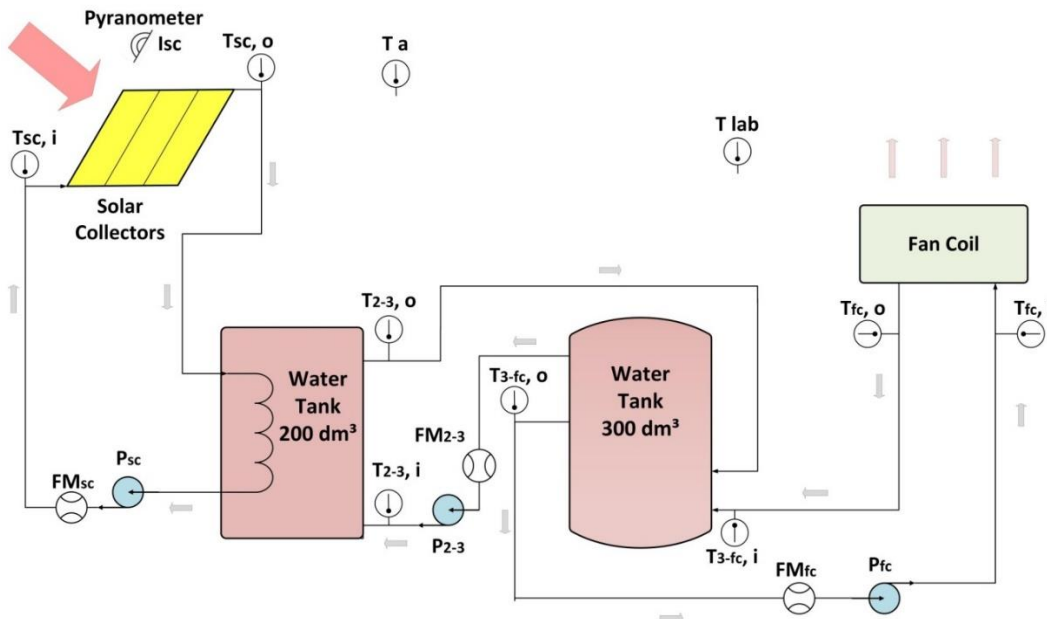 Pyranometer
Isc
Tsc, o
T a
Tsc, i
T lab
Solar
Collectors
Fan Coil
T2-3, o
Tfc, o
Tfc,
Water
Tank
200 dm³
T3-fc, o
Water
Tank
300 dm³
FM2-3
Psc
FMsc
T2-3, i
P2-3
T3-fc, i
FMfc
Pfc